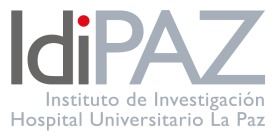 IdiPAZ
Instituto de Investigación
Hospital Universitario La Paz